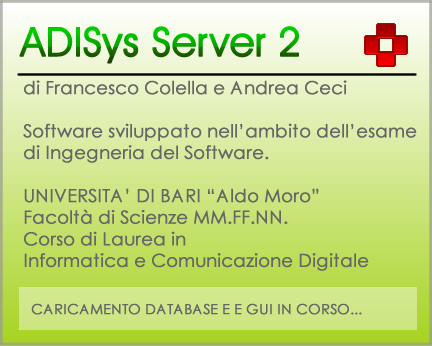 ADISys Server 2
di Francesco Colella e Andrea Ceci
Software sviluppato nell’ambito dell’esame
di Ingegneria del Software.
UNIVERSITA’ DI BARI “Aldo Moro”
Facoltà di Scienze MM.FF.NN.
Corso di Laurea in
Informatica e Comunicazione Digitale
CARICAMENTO DATABASE E E GUI IN CORSO...